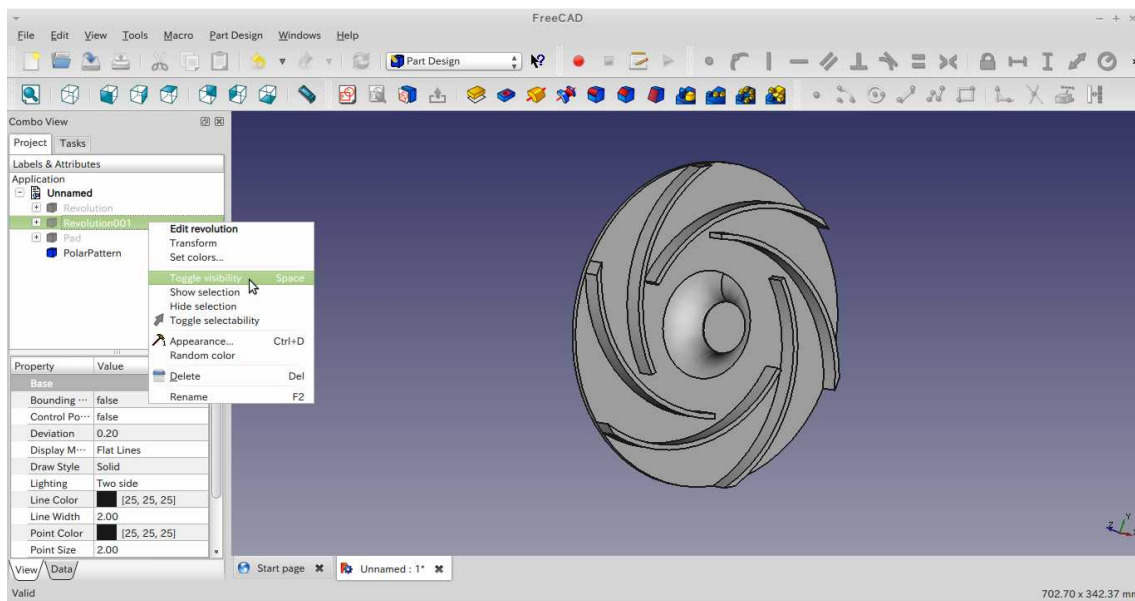 FreeCAD
File Edit View Tools Macro Part Design Windows Help
Part Design
Combo View
Project Tasks
Labels & Attributes
Application
Unnamed
Revolution
Revolution001
Pad
PolarPattern
Edit revolution
Transform
Set colors...
Toggle visibility Space
Show selection
Hide selection
Toggle selectability
Appearance... Ctrl+D
Random color
Delete Del
Rename F2
Property Value
Base
Bounding ··· false
Control Po··· false
Deviation 0.20
Display M··· Flat Lines
Draw Style Solid
Lighting Two side
Line Color [25, 25, 25]
Line Width 2.00
Point Color [25, 25, 25]
Point Size 2.00
View Data
Start page Unnamed : 1*
Z Y
Valid 702.70 x 342.37 mm